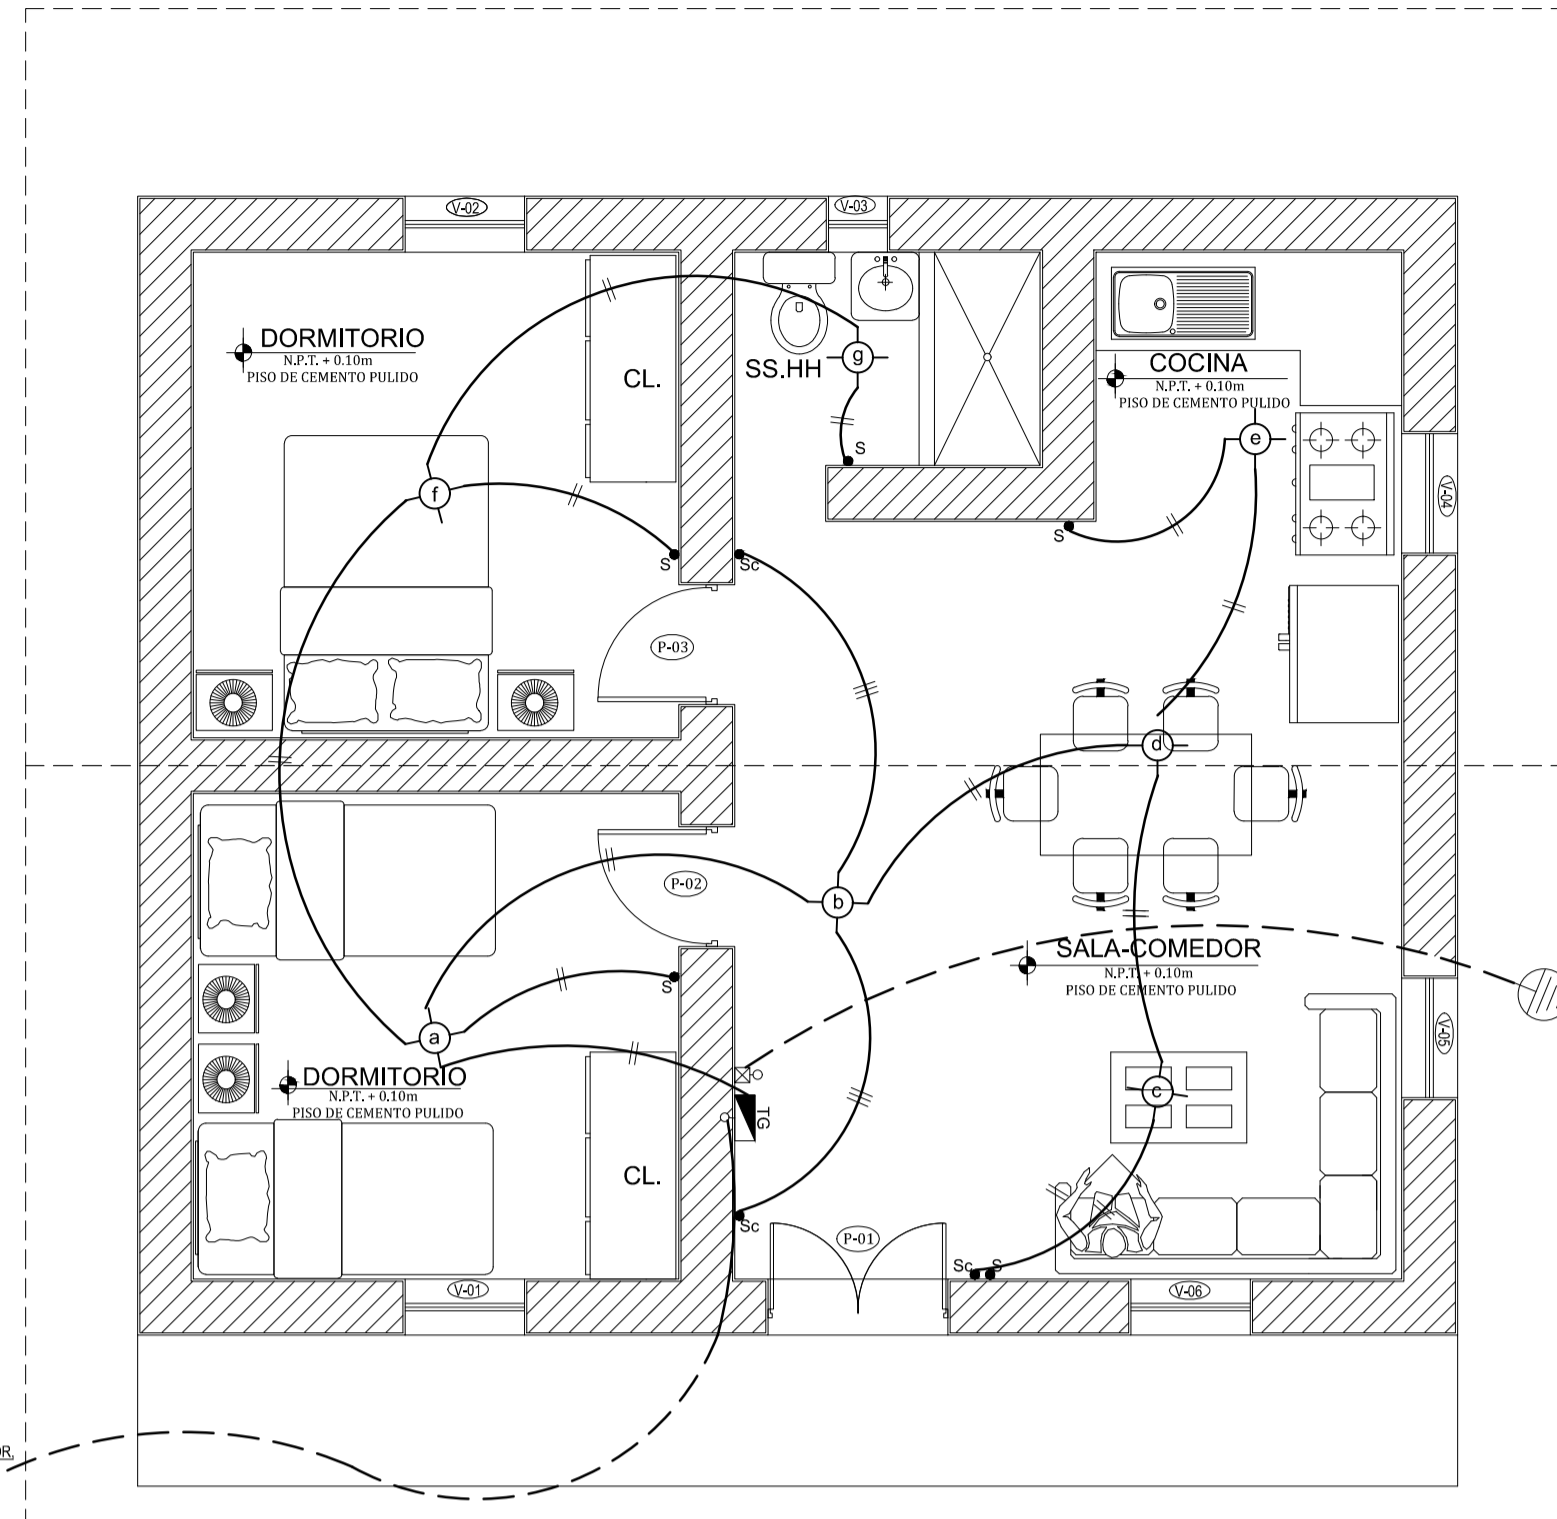 V-02
V-03
DORMITORIO
N.P.T. + 0.10m
PISO DE CEMENTO PULIDO
CL.
SS.HH
g
COCINA
N.P.T. + 0.10m
PISO DE CEMENTO PULIDO
e
S
f
V-04
S
S
Sc
P-03
d
P-02
b
SALA-COMEDOR
N.P.T. + 0.10m
PISO DE CEMENTO PULIDO
S
a
V-05
DORMITORIO
N.P.T. + 0.10m
PISO DE CEMENTO PULIDO
c
TG
CL.
Sc
P-01
Sc
S
V-01
V-06